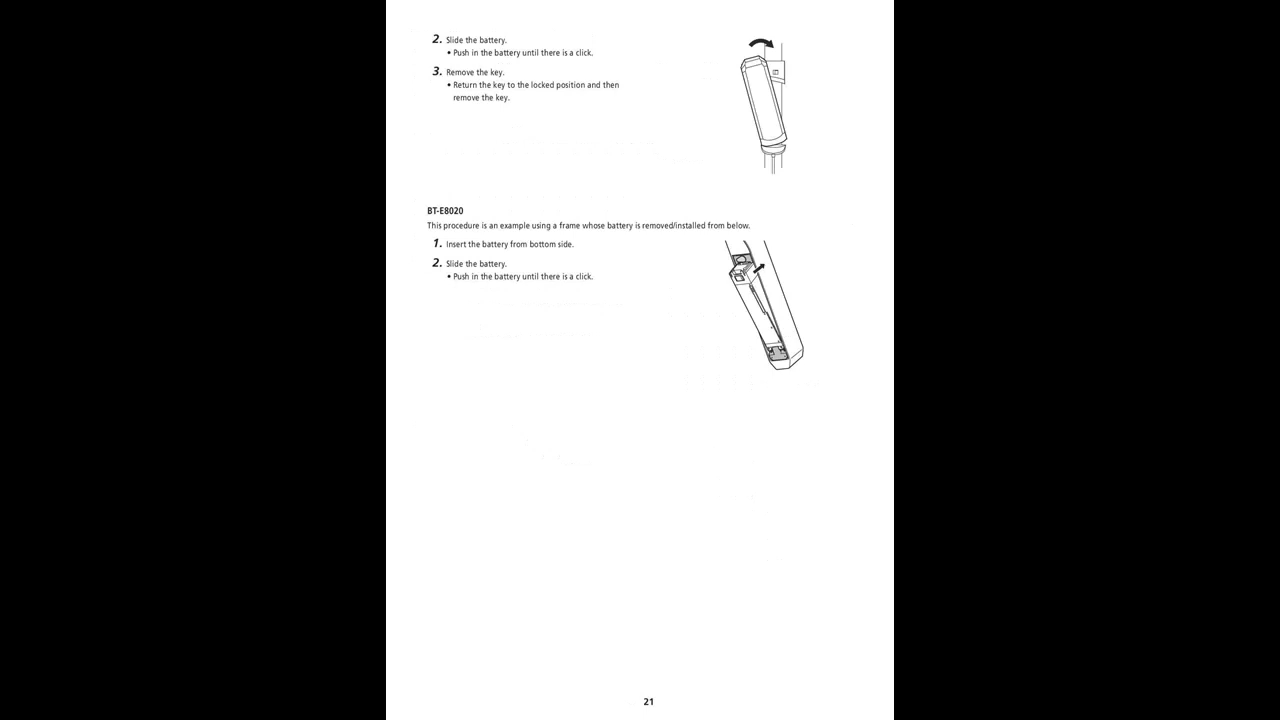 2. Slide the battery.
• Push in the battery until there is a click.
3. Remove the key.
• Return the key to the locked position and then
remove the key.
BT-E8020
This procedure is an example using a frame whose battery is removed/installed from below.
1. Insert the battery from bottom side.
2. Slide the battery.
• Push in the battery until there is a click.
21